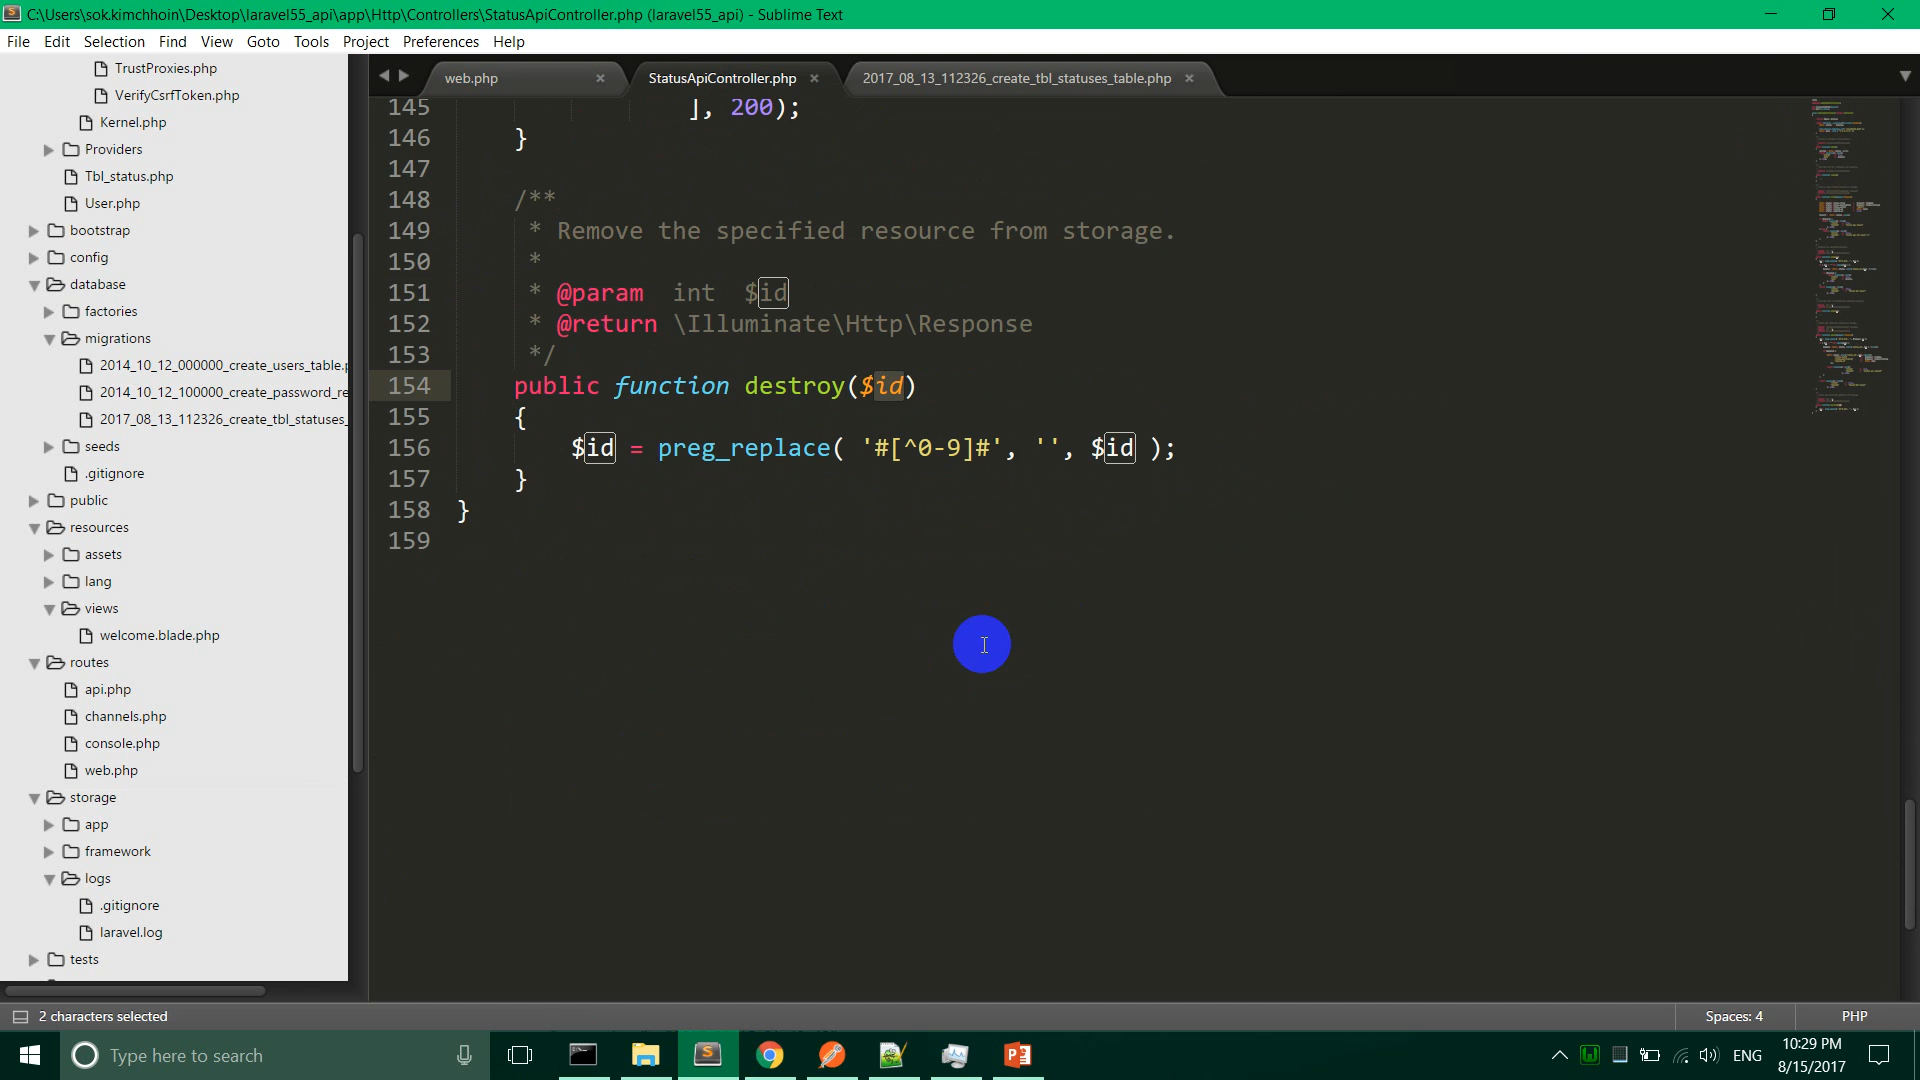 C:\Users\sok.kimchhoin\Desktop\laravel55_api\app\Http\Controllers\StatusApiController.php (laravel55_api) - Sublime Text
File Edit Selection Find View Goto Tools Project Preferences Help
TrustProxies.php
VerifyCsrfToken.php
Kernel.php
Providers
Tbl_status.php
User.php
bootstrap
config
database
factories
migrations
2014_10_12_000000_create_users_table.p
2014_10_12_100000_create_password_re
2017_08_13_112326_create_tbl_statuses_
seeds
.gitignore
public
resources
assets
lang
views
welcome.blade.php
routes
api.php
channels.php
console.php
web.php
storage
app
framework
logs
.gitignore
laravel.log
tests
web.php × StatusApiController.php × 2017_08_13_112326_create_tbl_statuses_table.php ×
145 ], 200);
146 }
147
148 /**
149 * Remove the specified resource from storage.
150 *
151 * @param int $id
152 * @return \Illuminate\Http\Response
153 */
154 public function destroy($id)
155 {
156 $id = preg_replace( '#[^0-9]#', '', $id );
157 }
158 }
159
2 characters selected Spaces: 4 PHP
Type here to search ENG 10:29 PM
8/15/2017